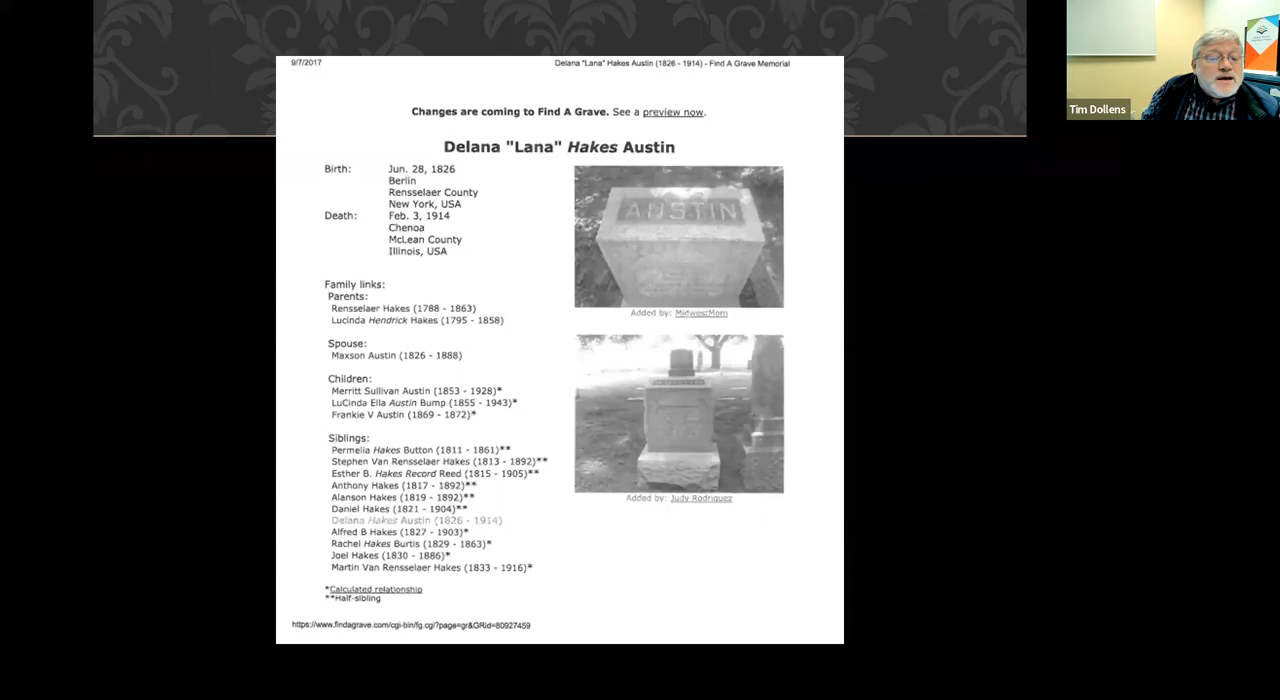 9/7/2017
Delana "Lana" Hakes Austin (1826 - 1914) - Find A Grave Memorial
Changes are coming to Find A Grave. See a preview now.
Delana "Lana" Hakes Austin
Birth: Jun. 28, 1826
Berlin
Rensselaer County
New York, USA
Death: Feb. 3, 1914
Chenoa
McLean County
Illinois, USA
Family links:
Parents:
Rensselaer Hakes (1788 - 1863)
Lucinda Hendrick Hakes (1795 - 1858)
Spouse:
Maxson Austin (1826 - 1888)
Children:
Merritt Sullivan Austin (1853 - 1928)*
LuCinda Ella Austin Bump (1855 - 1943)*
Frankie V Austin (1869 - 1872)*
Siblings:
Permelia Hakes Button (1811 - 1861)**
Stephen Van Rensselaer Hakes (1813 - 1892)**
Esther B. Hakes Record Reed (1815 - 1905)**
Anthony Hakes (1817 - 1892)**
Alanson Hakes (1819 - 1892)**
Daniel Hakes (1821 - 1904)**
Delana Hakes Austin (1826 - 1914)
Alfred B Hakes (1827 - 1903)*
Rachel Hakes Burtis (1829 - 1863)*
Joel Hakes (1830 - 1886)*
Martin Van Rensselaer Hakes (1833 - 1916)*
*Calculated relationship
**Half-sibling
https://www.findagrave.com/cgi-bin/fg.cgi?page=gr&GRid=80927459
AUSTIN
Added by: MidwestMom
Added by: Judy Rodriguez
Tim Dollens